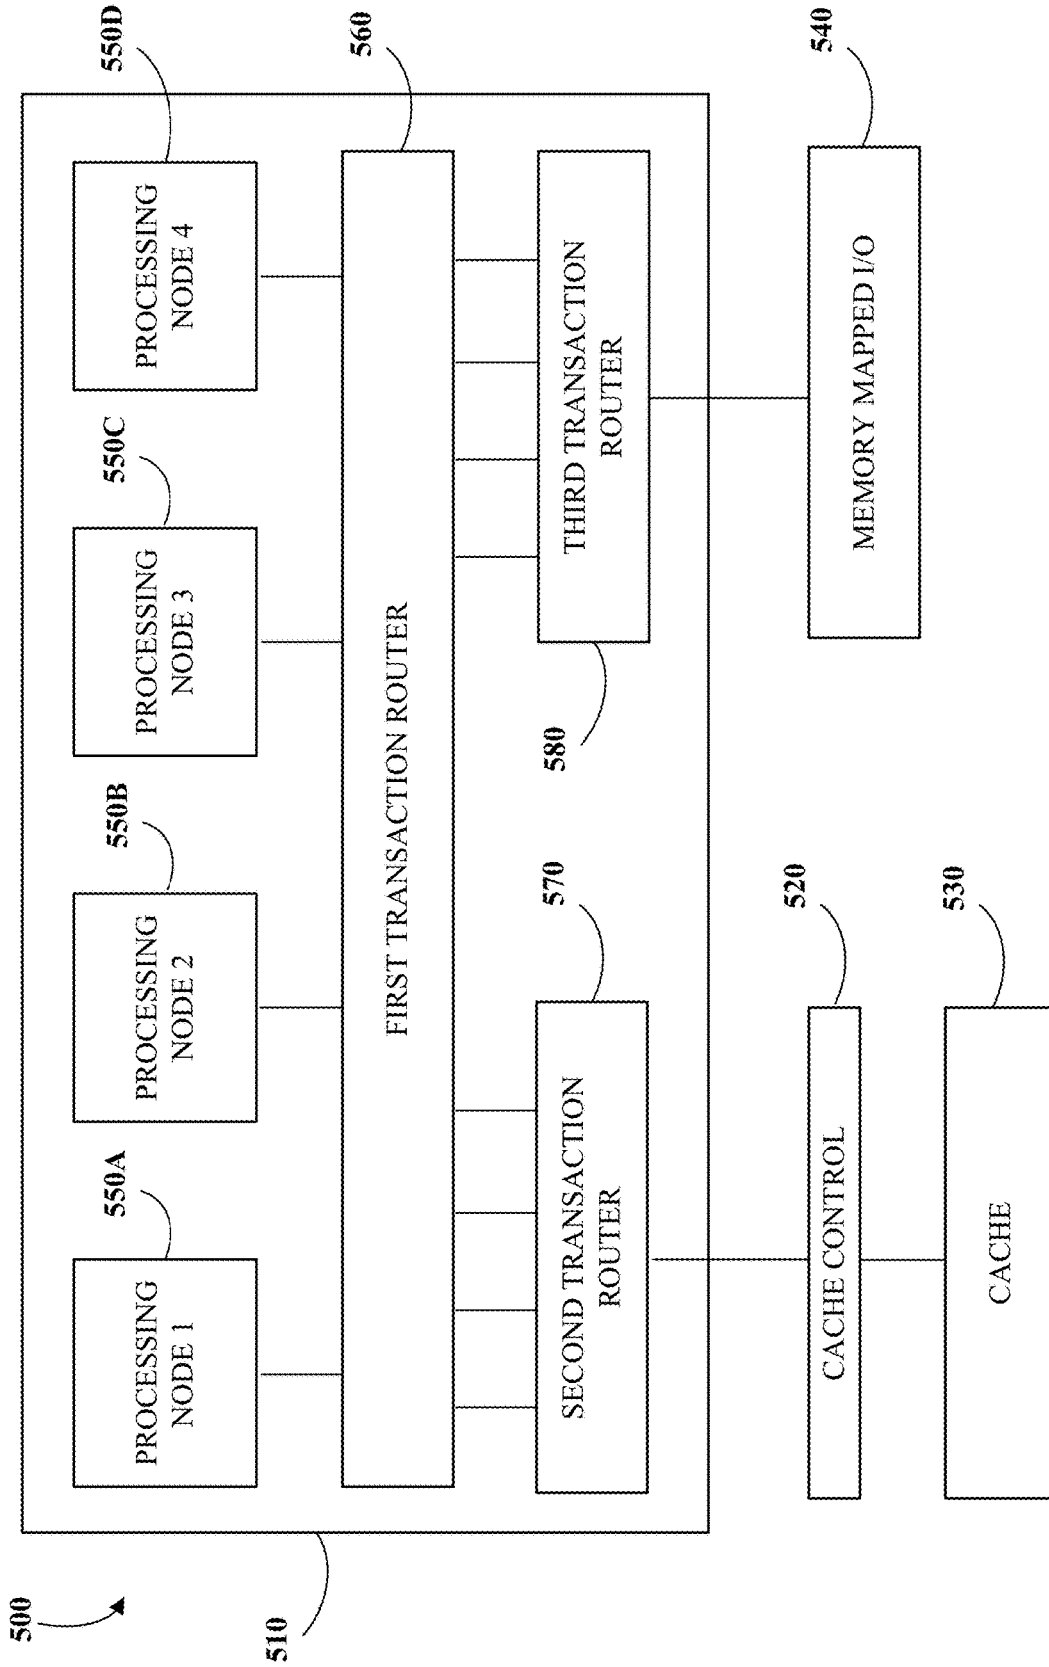 500
510
550A
550B
550C
550D
PROCESSING
NODE 1
PROCESSING
NODE 2
PROCESSING
NODE 3
PROCESSING
NODE 4
560
FIRST TRANSACTION ROUTER
570
580
SECOND TRANSACTION
ROUTER
THIRD TRANSACTION
ROUTER
520
540
CACHE CONTROL
MEMORY MAPPED I/O
530
CACHE